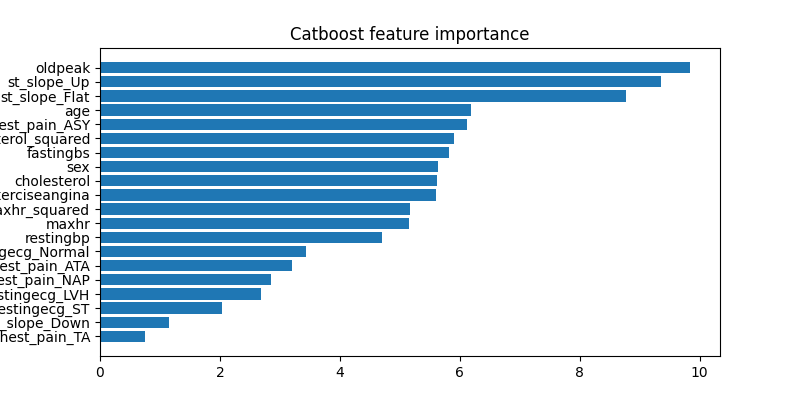 Catboost feature importance
oldpeak
st_slope_Up
st_slope_Flat
age
est_pain_ASY
erol_squared
fastingbs
sex
cholesterol
erciseangina
axhr_squared
maxhr
restingbp
gecg_Normal
est_pain_ATA
est_pain_NAP
stingecg_LVH
estingecg_ST
_slope_Down
hest_pain_TA
0 2 4 6 8 10